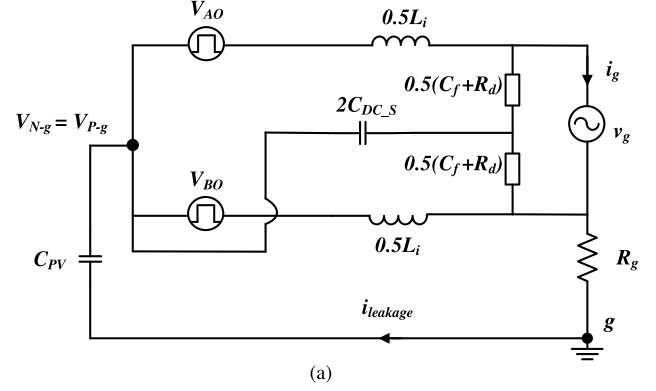 V_AO
0.5L_i
i_g
0.5(C_f+R_d)
2C_DC_S
V_N-g = V_P-g
v_g
0.5(C_f+R_d)
V_BO
0.5L_i
C_PV
R_g
i_leakage
g
(a)